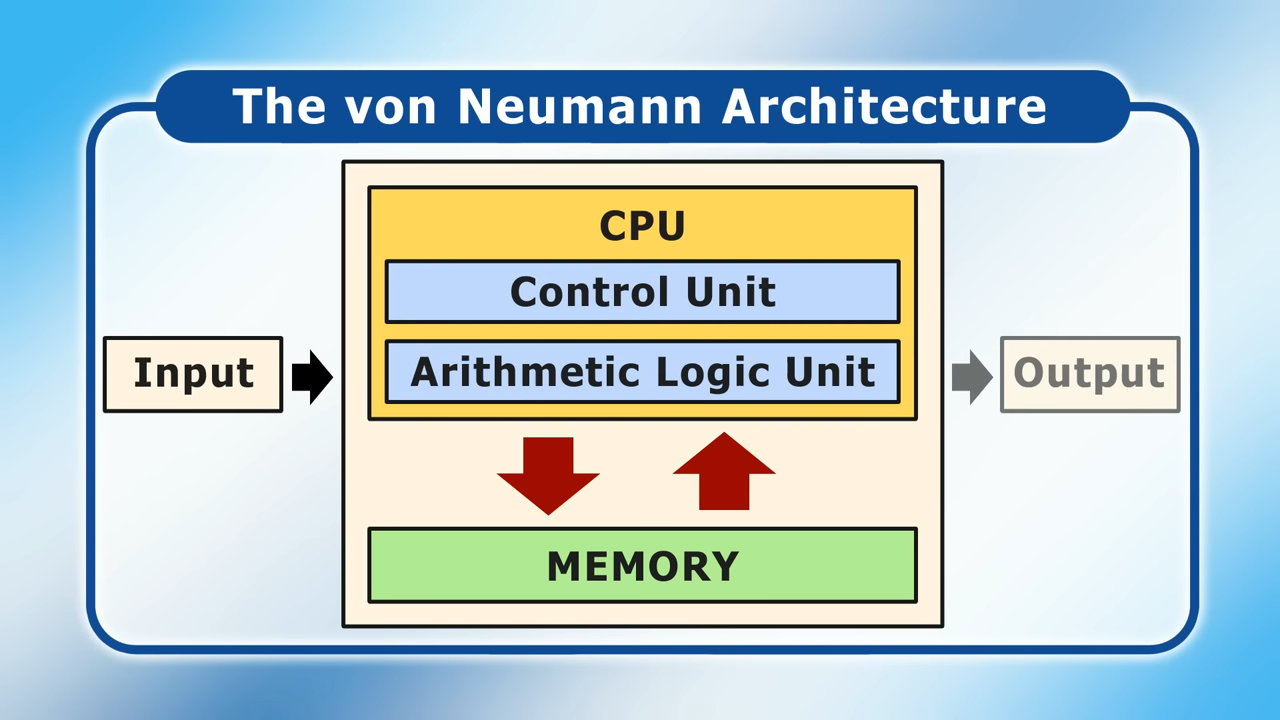 The von Neumann Architecture
CPU
Control Unit
Arithmetic Logic Unit
Input
Output
MEMORY